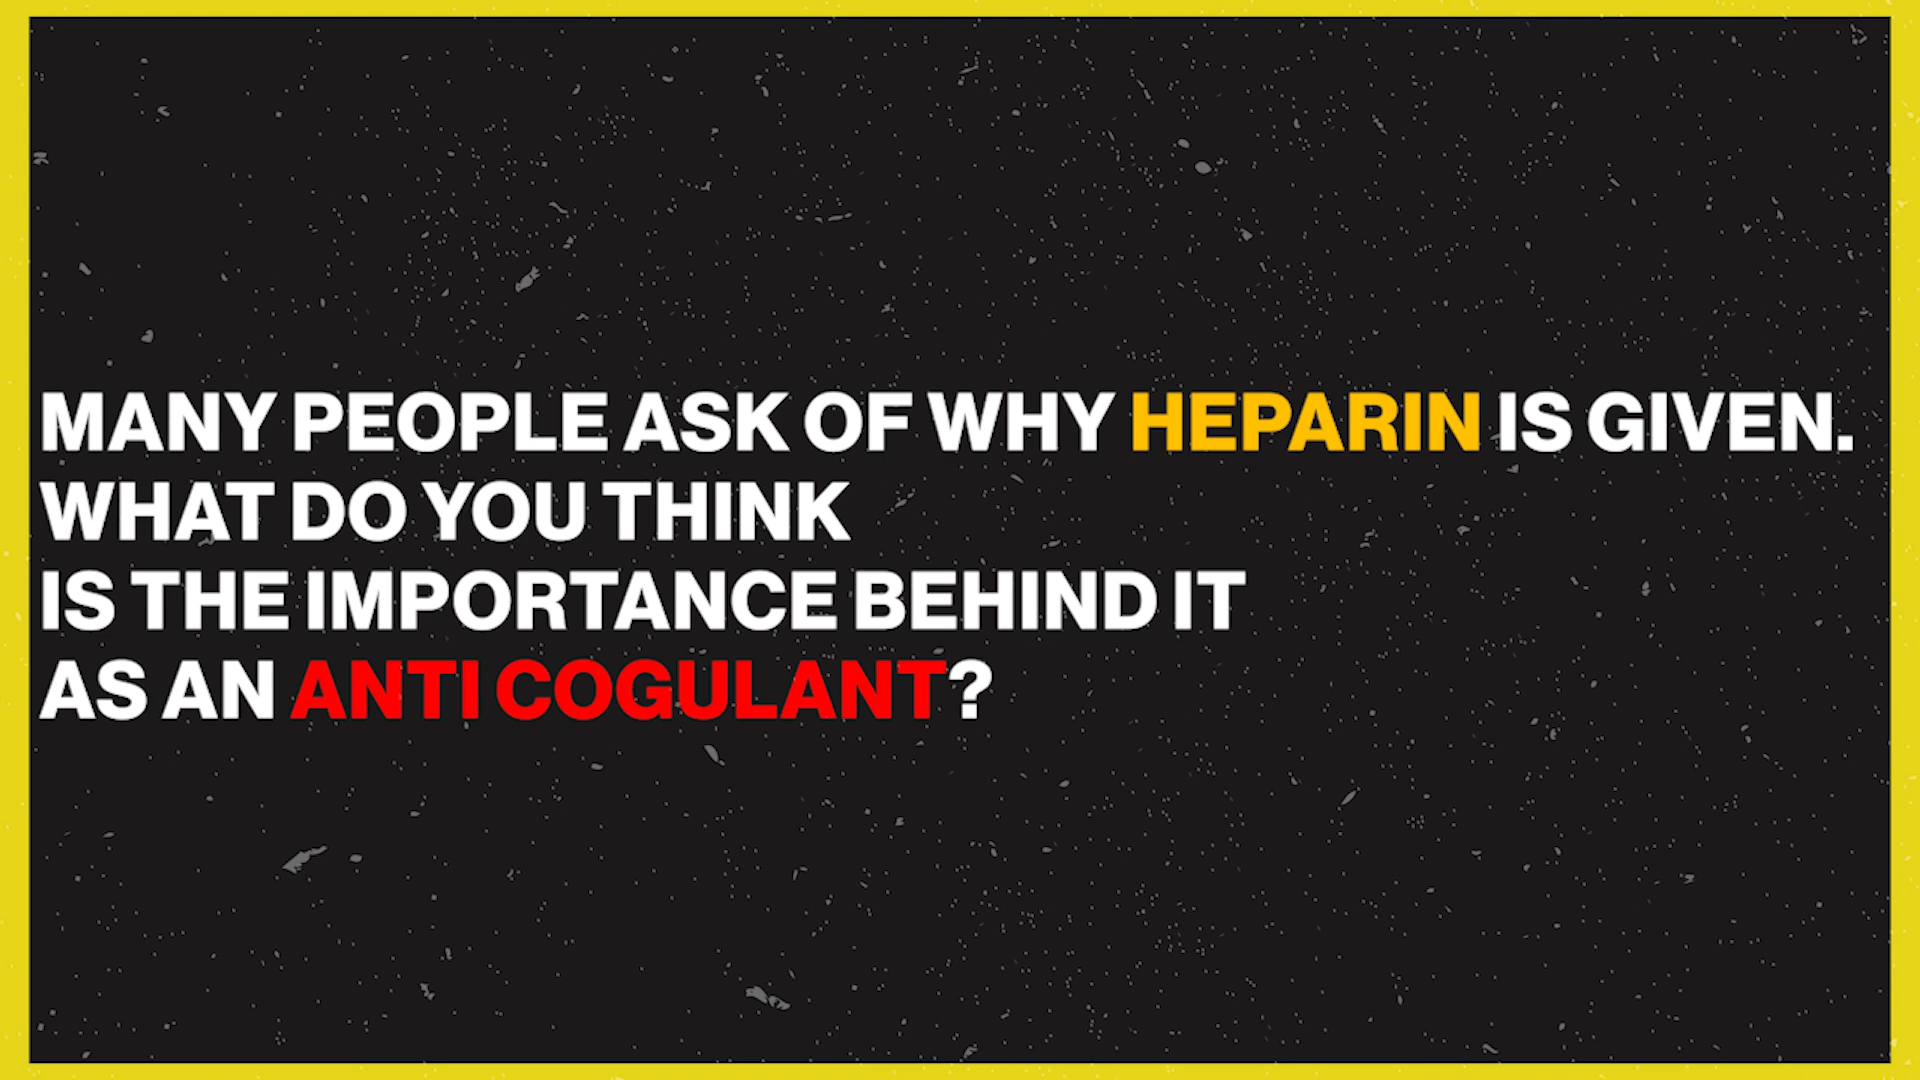 MANY PEOPLE ASK OF WHY HEPARIN IS GIVEN.
WHAT DO YOU THINK
IS THE IMPORTANCE BEHIND IT
AS AN ANTI COGULANT?